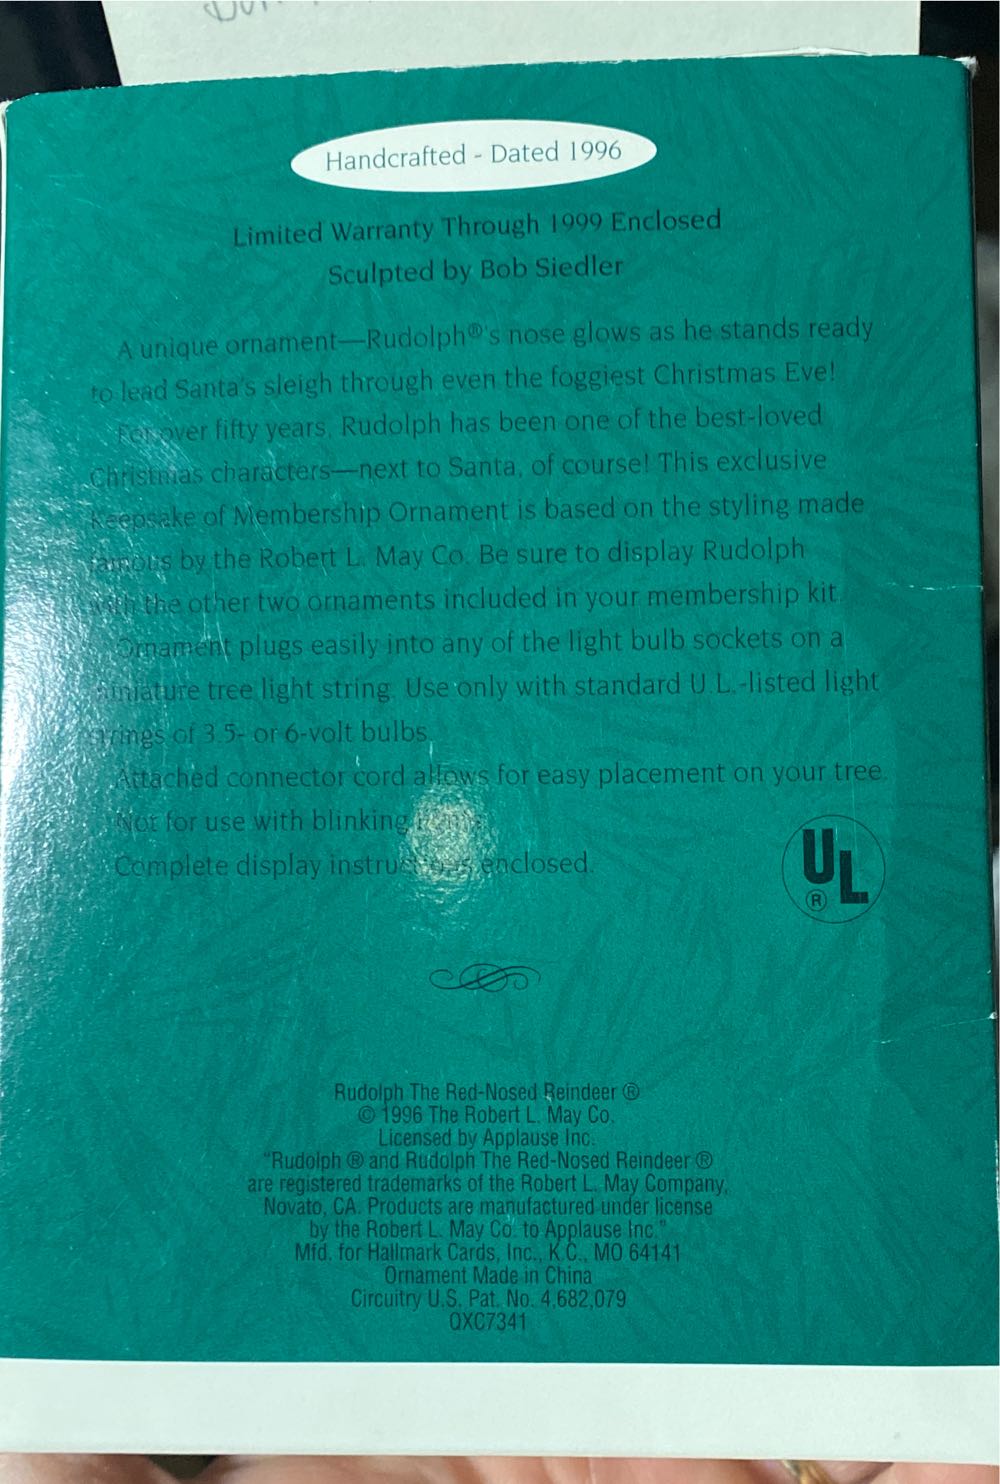 Handcrafted - Dated 1996
Limited Warranty Through 1999 Enclosed
Sculpted by Bob Siedler
A unique ornament—Rudolph®'s nose glows as he stands ready
to lead Santa's sleigh through even the foggiest Christmas Eve!
For over fifty years, Rudolph has been one of the best-loved
Christmas characters—next to Santa, of course! This exclusive
Keepsake of Membership Ornament is based on the styling made
famous by the Robert L. May Co. Be sure to display Rudolph
with the other two ornaments included in your membership kit.
Ornament plugs easily into any of the light bulb sockets on a
miniature tree light string. Use only with standard U.L.-listed light
strings of 3.5- or 6-volt bulbs.
Attached connector cord allows for easy placement on your tree.
Not for use with blinking
Complete display instructions enclosed.
UL
®
Rudolph The Red-Nosed Reindeer ®
© 1996 The Robert L. May Co.
Licensed by Applause Inc.
"Rudolph ® and Rudolph The Red-Nosed Reindeer ®
are registered trademarks of the Robert L. May Company,
Novato, CA. Products are manufactured under license
by the Robert L. May Co. to Applause Inc."
Mfd. for Hallmark Cards, Inc., K.C., MO 64141
Ornament Made in China
Circuitry U.S. Pat. No. 4,682,079
QXC7341